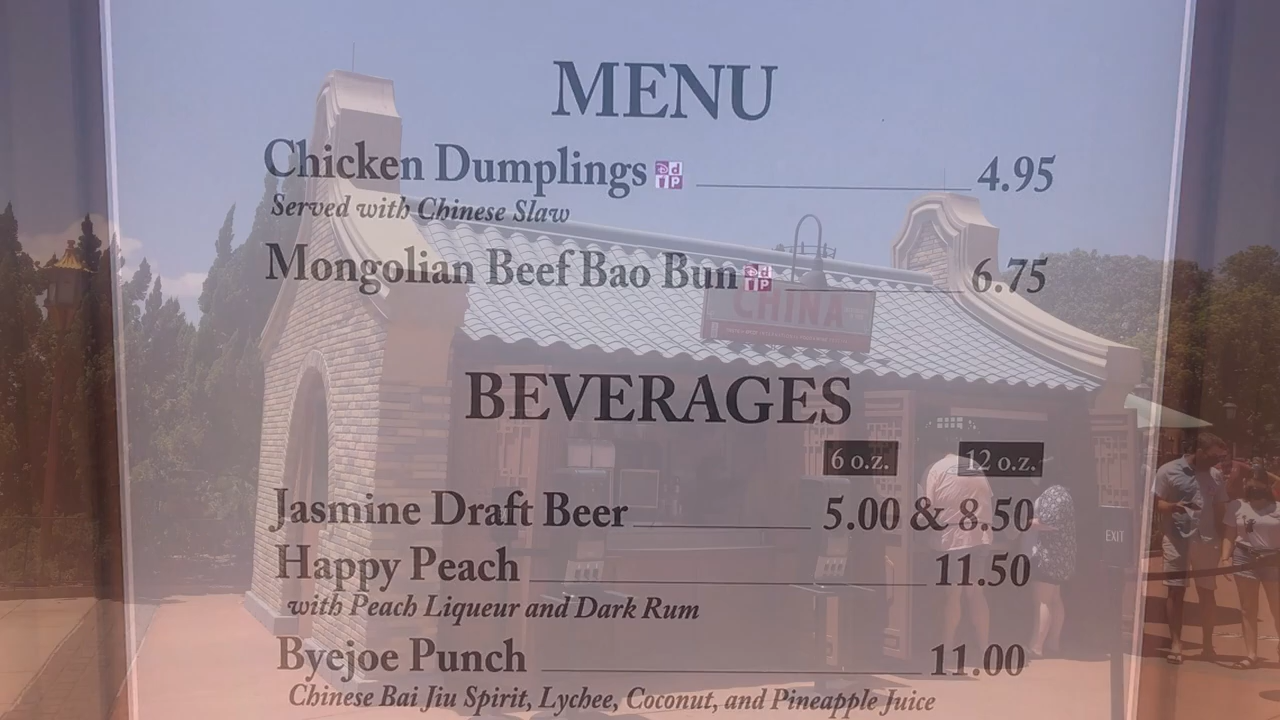 MENU
Chicken Dumplings 4.95
Served with Chinese Slaw
Mongolian Beef Bao Bun 6.75
CHINA
BEVERAGES
6 o.z. 12 o.z.
Jasmine Draft Beer 5.00 & 8.50
EXIT
Happy Peach 11.50
with Peach Liqueur and Dark Rum
Byejoe Punch 11.00
Chinese Bai Jiu Spirit, Lychee, Coconut, and Pineapple Juice